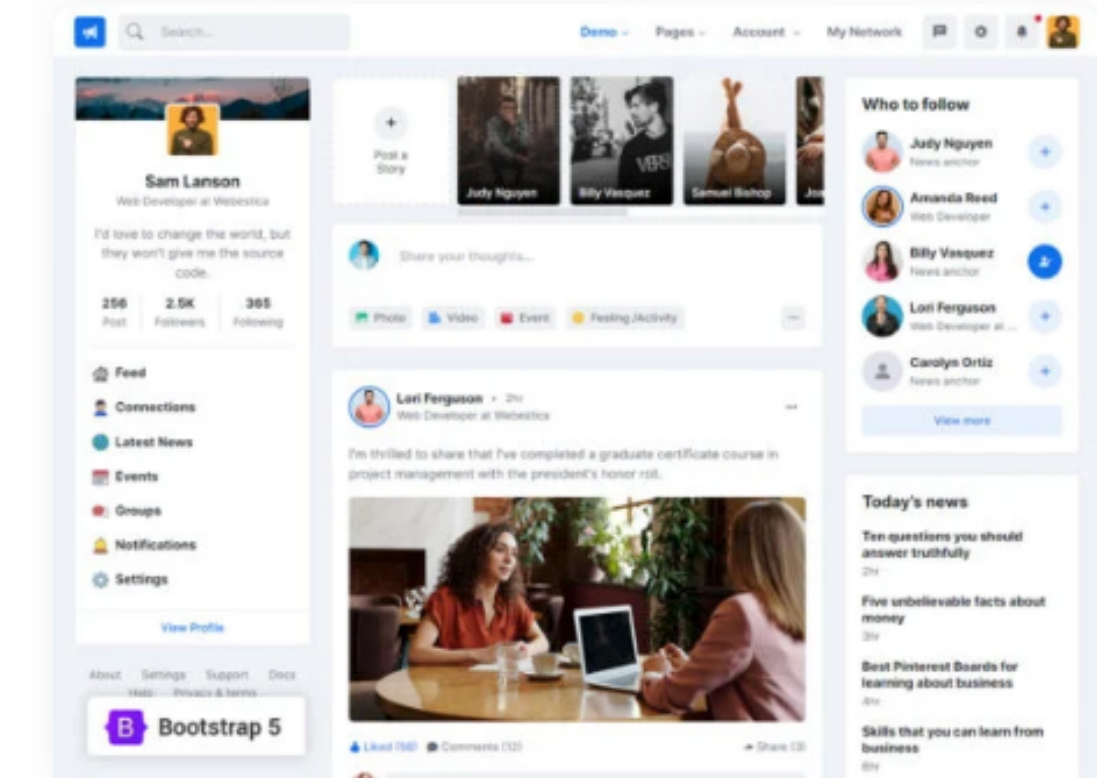 Search...
Demo
Pages
Account
My Network
Sam Lanson
Web Developer at Webestica
I'd love to change the world, but
they won't give me the source
code.
256
2.5K
365
Post
Followers
Following
Feed
Connections
Latest News
Events
Groups
Notifications
Settings
View Profile
About
Settings
Support
Docs
Help
Privacy & terms
B
Bootstrap 5
Post a
Story
Judy Nguyen
Billy Vasquez
VERS
Samuel Bishop
Joa
Share your thoughts...
Photo
Video
Event
Feeling /Activity
Lori Ferguson • 2hr
Web Developer at Webestica
I'm thrilled to share that I've completed a graduate certificate course in
project management with the president's honor roll.
Liked (56)
Comments (12)
Share (3)
Who to follow
Judy Nguyen
News anchor
Amanda Reed
Web Developer
Billy Vasquez
News anchor
Lori Ferguson
Web Developer at ...
Carolyn Ortiz
News anchor
View more
Today's news
Ten questions you should
answer truthfully
2hr
Five unbelievable facts about
money
3hr
Best Pinterest Boards for
learning about business
4hr
Skills that you can learn from
business
6hr